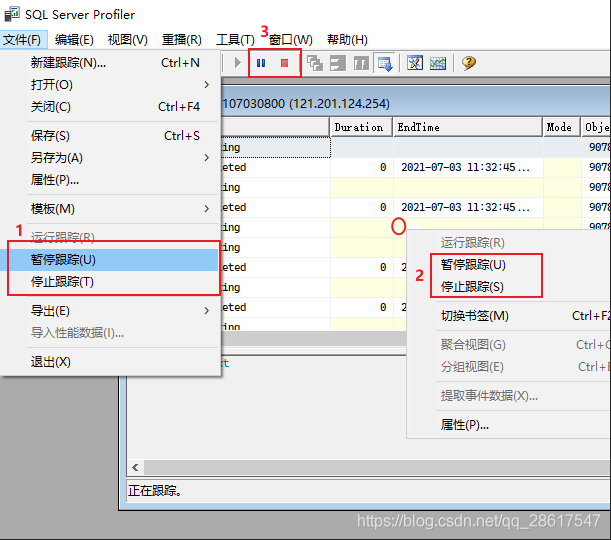 SQL Server Profiler
文件(F) 编辑(E) 视图(V) 重播(R) 工具(T) 窗口(W) 帮助(H)
3
新建跟踪(N)... Ctrl+N
打开(O)
关闭(C) Ctrl+F4
保存(S) Ctrl+S
另存为(A)
属性(P)...
模板(M)
1
运行跟踪(R)
暂停跟踪(U)
停止跟踪(T)
导出(E)
导入性能数据(I)...
退出(X)
107030800 (121.201.124.254)
Duration EndTime Mode Obje
ing 9078
eted 0 2021-07-03 11:32:45... 9078
ing 9078
eted 0 2021-07-03 11:32:45... 9078
ing
ing
eted 0 2
ing
eted 0 2
ing
2
运行跟踪(R)
暂停跟踪(U)
停止跟踪(S)
切换书签(M) Ctrl+F2
聚合视图(G) Ctrl+
分组视图(E) Ctrl+E
提取事件数据(X)...
属性(P)...
xt
正在跟踪。
https://blog.csdn.net/qq_28617547